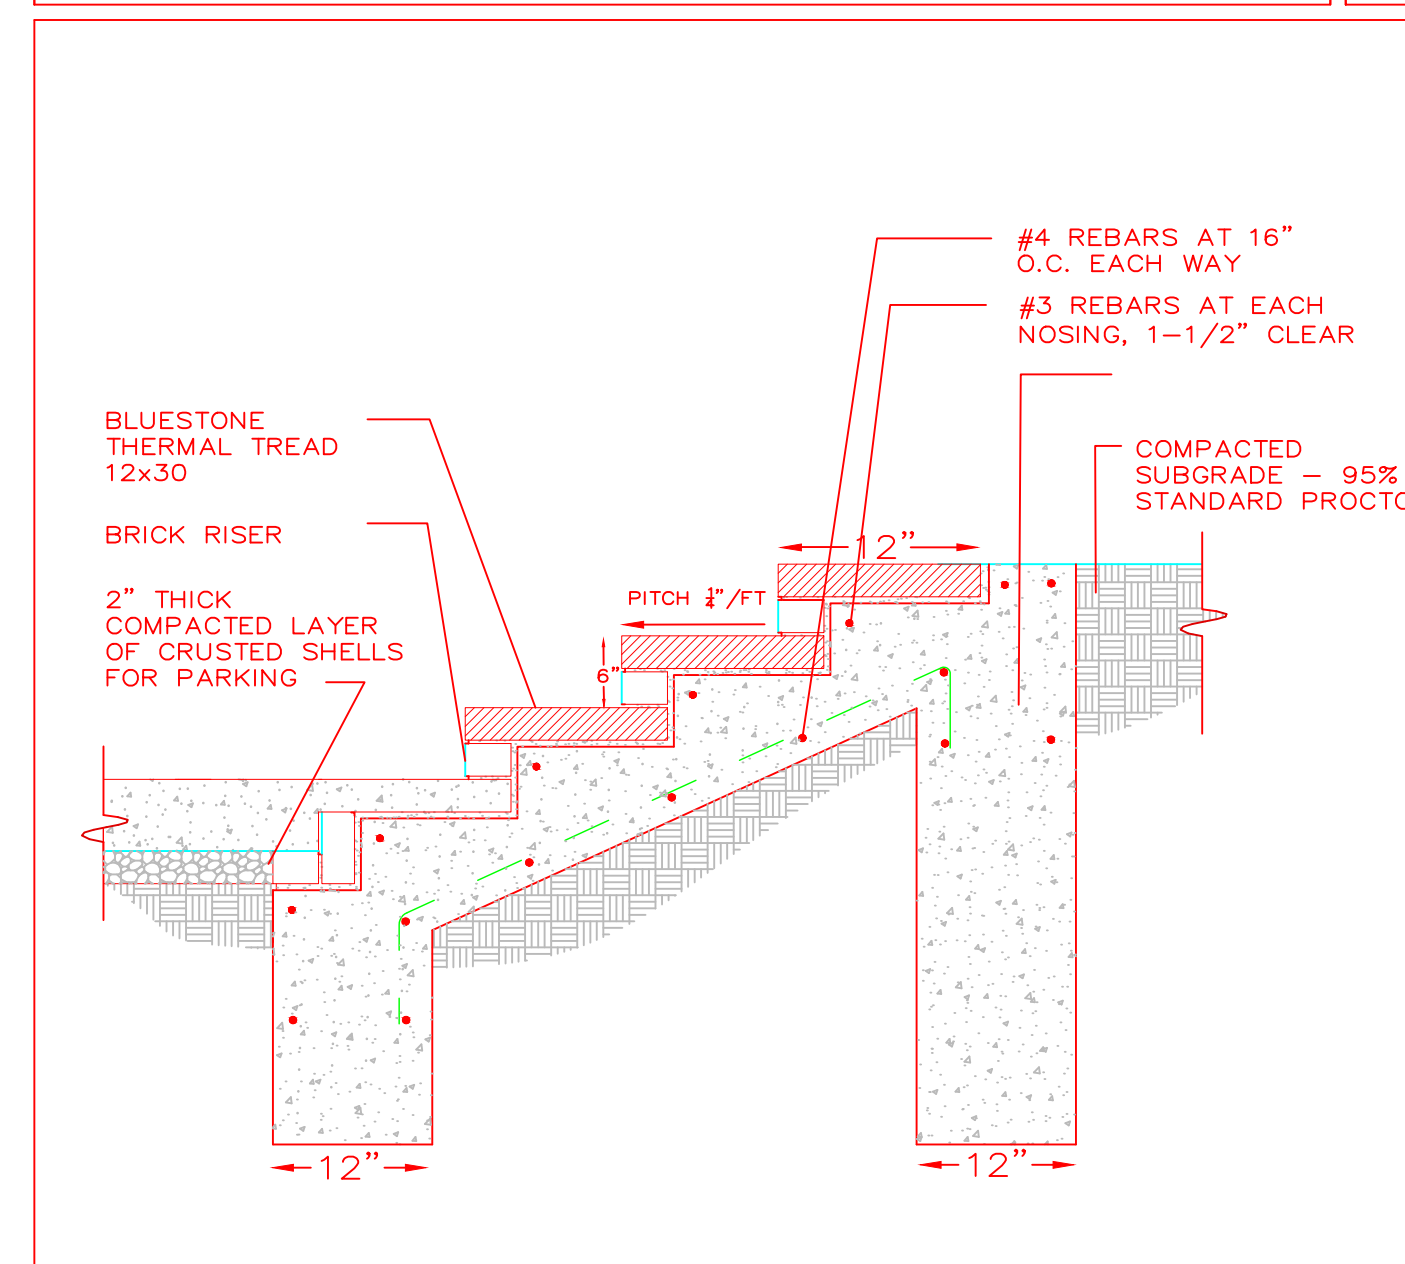 #4 REBARS AT 16”
O.C. EACH WAY
#3 REBARS AT EACH
NOSING, 1-1/2” CLEAR
BLUESTONE
THERMAL TREAD
12x30
COMPACTED
SUBGRADE - 95%
STANDARD PROCTO
BRICK RISER
12”
2” THICK
COMPACTED LAYER
OF CRUSTED SHELLS
FOR PARKING
PITCH ¼”/FT
6”
12”
12”